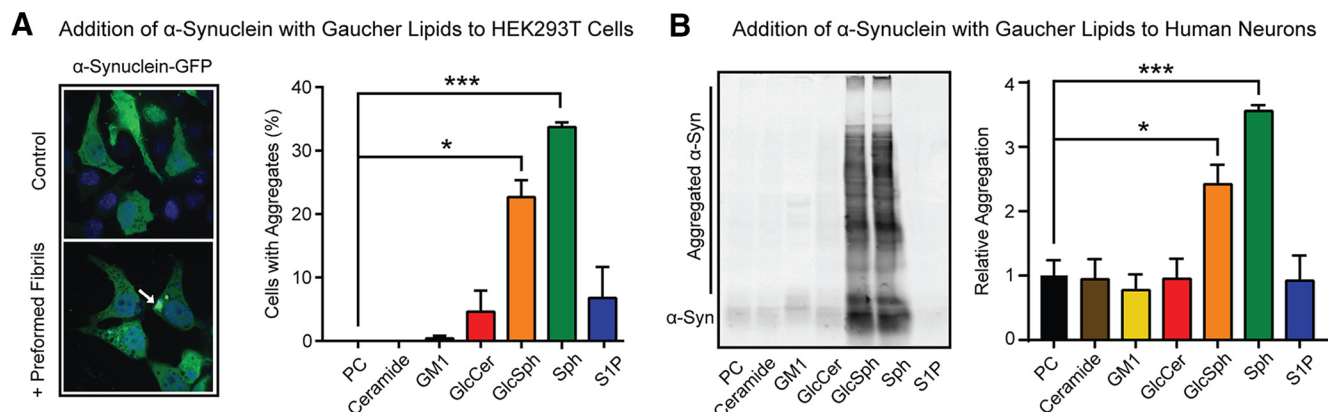 A
Addition of α-Synuclein with Gaucher Lipids to HEK293T Cells
α-Synuclein-GFP
Control
+ Preformed Fibrils
Cells with Aggregates (%)
40
30
20
10
0
***
*
PC
Ceramide
GM1
GlcCer
GlcSph
Sph
S1P
B
Addition of α-Synuclein with Gaucher Lipids to Human Neurons
Aggregated α-Syn
α-Syn
PC
Ceramide
GM1
GlcCer
GlcSph
Sph
S1P
Relative Aggregation
4
3
2
1
0
***
*
PC
Ceramide
GM1
GlcCer
GlcSph
Sph
S1P